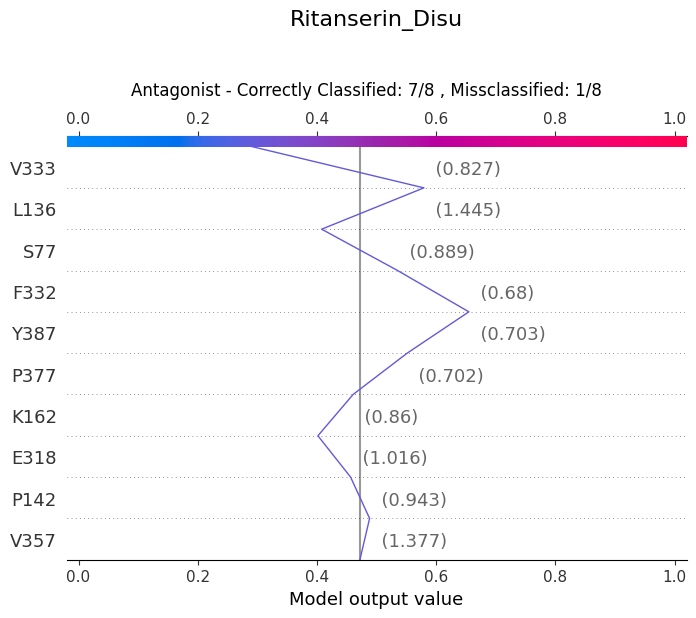 Ritanserin_Disu
Antagonist - Correctly Classified: 7/8 , Missclassified: 1/8
0.0 0.2 0.4 0.6 0.8 1.0
V333 (0.827)
L136 (1.445)
S77 (0.889)
F332 (0.68)
Y387 (0.703)
P377 (0.702)
K162 (0.86)
E318 (1.016)
P142 (0.943)
V357 (1.377)
0.0 0.2 0.4 0.6 0.8 1.0
Model output value